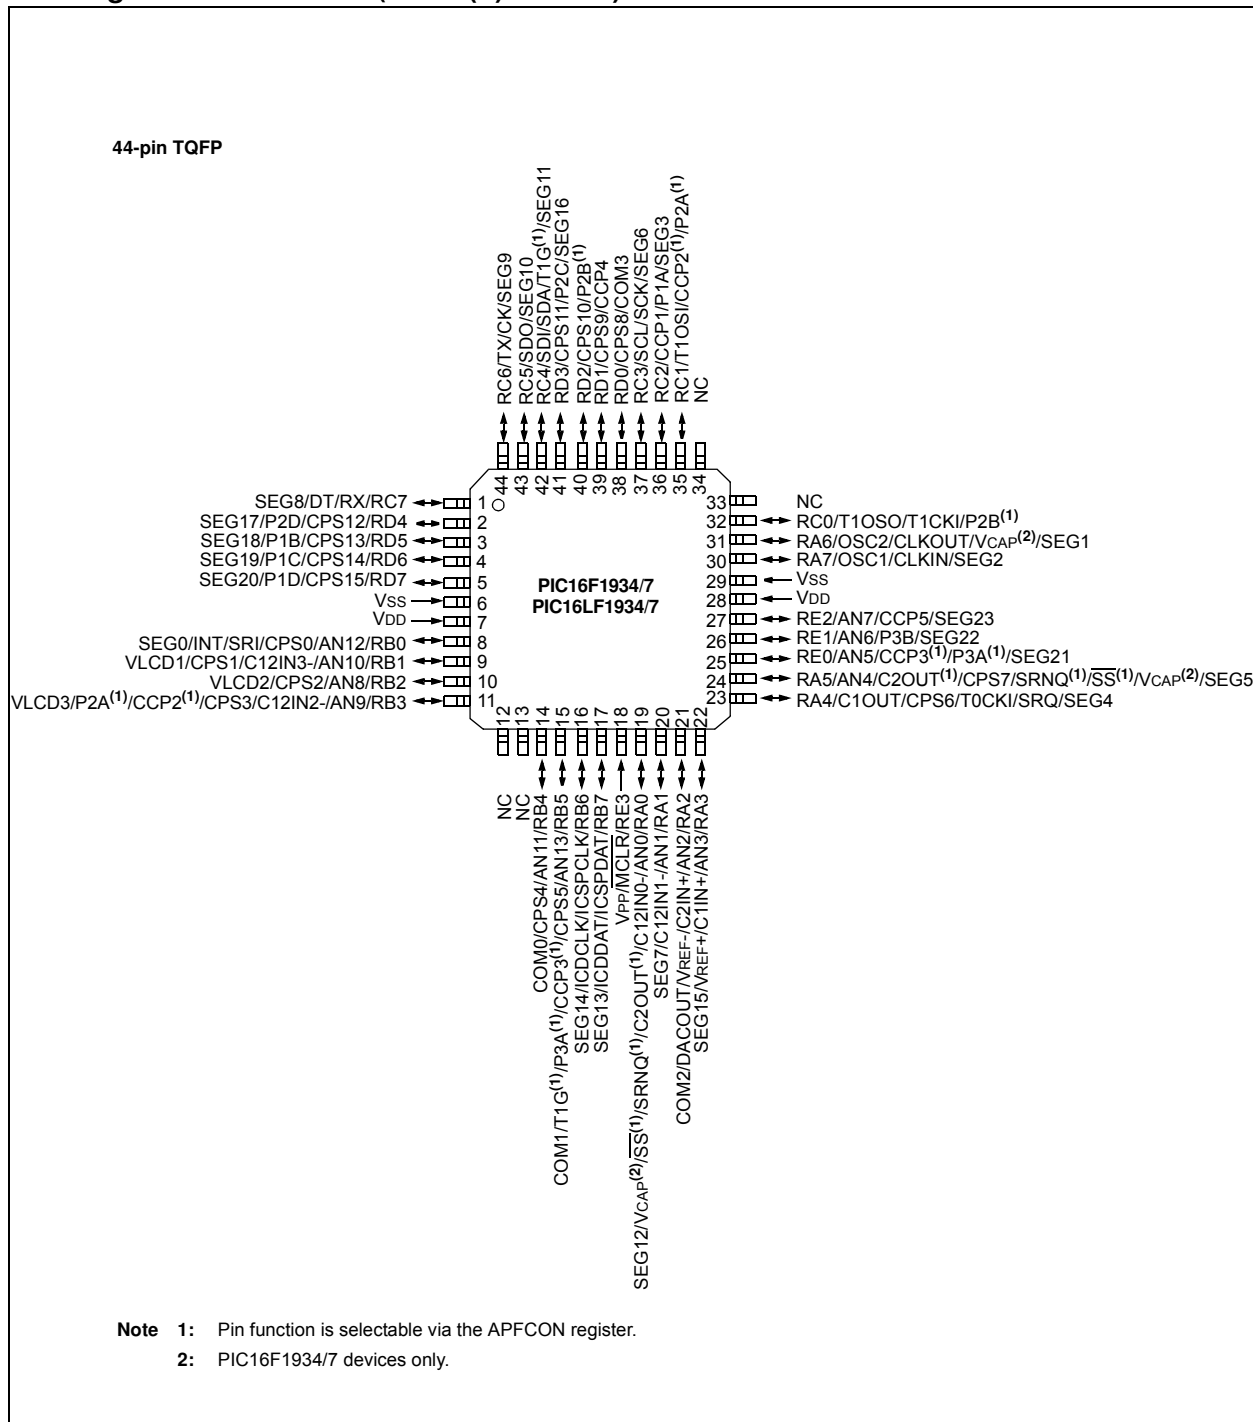 44-pin TQFP
RC6/TX/CK/SEG9
RC5/SDO/SEG10
RC4/SDI/SDA/T1G(1)/SEG11
RD3/CPS11/P2C/SEG16
RD2/CPS10/P2B(1)
RD1/CPS9/CCP4
RD0/CPS8/COM3
RC3/SCL/SCK/SEG6
RC2/CCP1/P1A/SEG3
RC1/T1OSI/CCP2(1)/P2A(1)
NC
44 43 42 41 40 39 38 37 36 35 34
SEG8/DT/RX/RC7 1
SEG17/P2D/CPS12/RD4 2
SEG18/P1B/CPS13/RD5 3
SEG19/P1C/CPS14/RD6 4
SEG20/P1D/CPS15/RD7 5
VSS 6
VDD 7
SEG0/INT/SRI/CPS0/AN12/RB0 8
VLCD1/CPS1/C12IN3-/AN10/RB1 9
VLCD2/CPS2/AN8/RB2 10
VLCD3/P2A(1)/CCP2(1)/CPS3/C12IN2-/AN9/RB3 11
PIC16F1934/7
PIC16LF1934/7
33 NC
32 RC0/T1OSO/T1CKI/P2B(1)
31 RA6/OSC2/CLKOUT/VCAP(2)/SEG1
30 RA7/OSC1/CLKIN/SEG2
29 VSS
28 VDD
27 RE2/AN7/CCP5/SEG23
26 RE1/AN6/P3B/SEG22
25 RE0/AN5/CCP3(1)/P3A(1)/SEG21
24 RA5/AN4/C2OUT(1)/CPS7/SRNQ(1)/SS(1)/VCAP(2)/SEG5
23 RA4/C1OUT/CPS6/T0CKI/SRQ/SEG4
12 13 14 15 16 17 18 19 20 21 22
NC
NC
COM0/CPS4/AN11/RB4
COM1/T1G(1)/P3A(1)/CCP3(1)/CPS5/AN13/RB5
SEG14/ICDCLK/ICSPCLK/RB6
SEG13/ICDDAT/ICSPDAT/RB7
VPP/MCLR/RE3
SEG12/VCAP(2)/SS(1)/SRNQ(1)/C2OUT(1)/C12IN0-/AN0/RA0
SEG7/C12IN1-/AN1/RA1
COM2/DACOUT/VREF-/C2IN+/AN2/RA2
SEG15/VREF+/C1IN+/AN3/RA3
Note 1: Pin function is selectable via the APFCON register.
2: PIC16F1934/7 devices only.